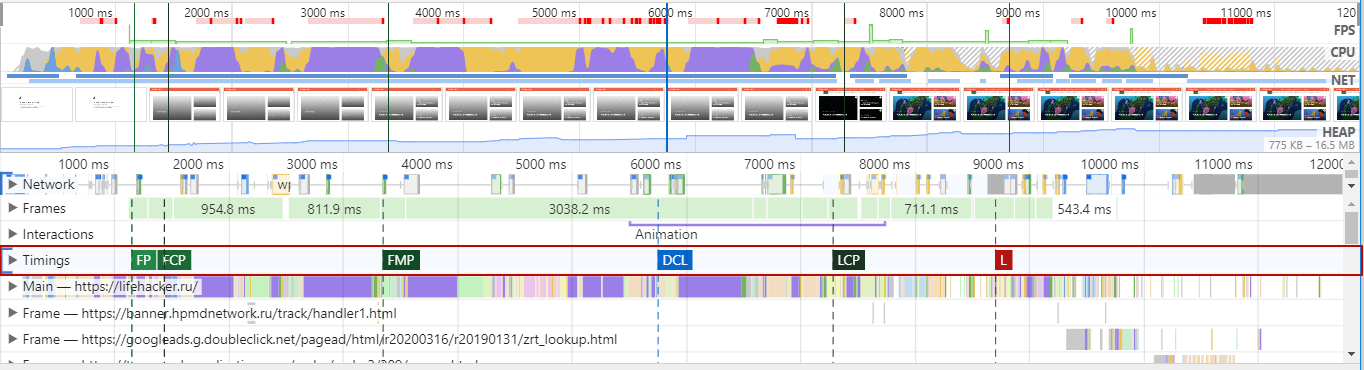 1000 ms 2000 ms 3000 ms 4000 ms 5000 ms 6000 ms 7000 ms 8000 ms 9000 ms 10000 ms 11000 ms 120
FPS
CPU
NET
HEAP
775 KB – 16.5 MB
1000 ms 2000 ms 3000 ms 4000 ms 5000 ms 6000 ms 7000 ms 8000 ms 9000 ms 10000 ms 11000 ms 12000
Network
Frames 954.8 ms 811.9 ms 3038.2 ms 711.1 ms 543.4 ms
Interactions Animation
Timings FP FCP FMP DCL LCP L
Main — https://lifehacker.ru/
Frame — https://banner.hpmdnetwork.ru/track/handler1.html
Frame — https://googleads.g.doubleclick.net/pagead/html/r20200316/r20190131/zrt_lookup.html